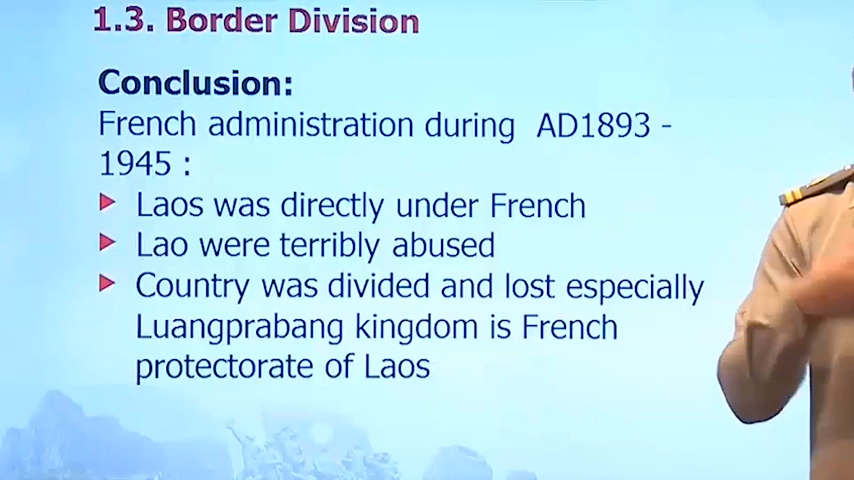 1.3. Border Division
Conclusion:
French administration during AD1893 -
1945 :
Laos was directly under French
Lao were terribly abused
Country was divided and lost especially
Luangprabang kingdom is French
protectorate of Laos